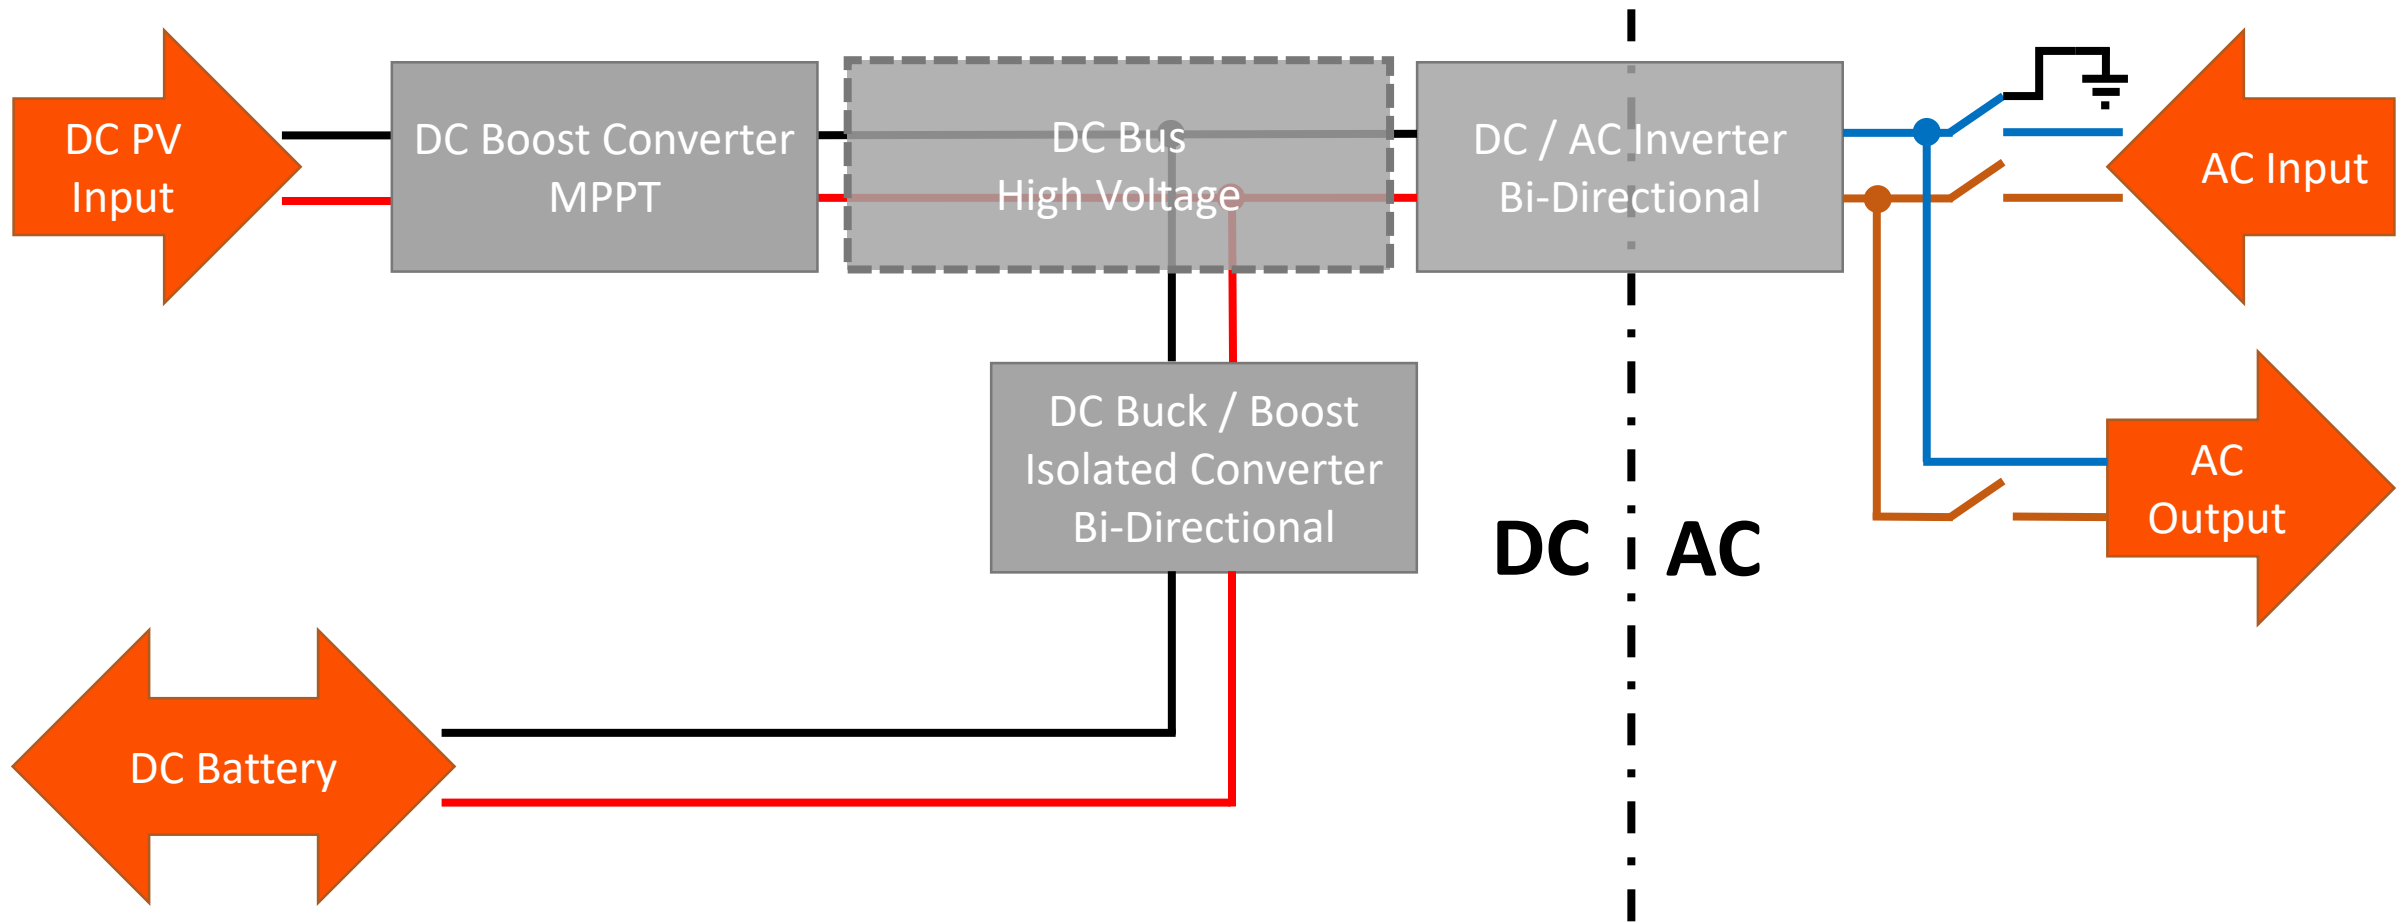 DC PV
Input
DC Boost Converter
MPPT
DC Bus
High Voltage
DC / AC Inverter
Bi-Directional
AC Input
DC Buck / Boost
Isolated Converter
Bi-Directional
AC
Output
DC
AC
DC Battery